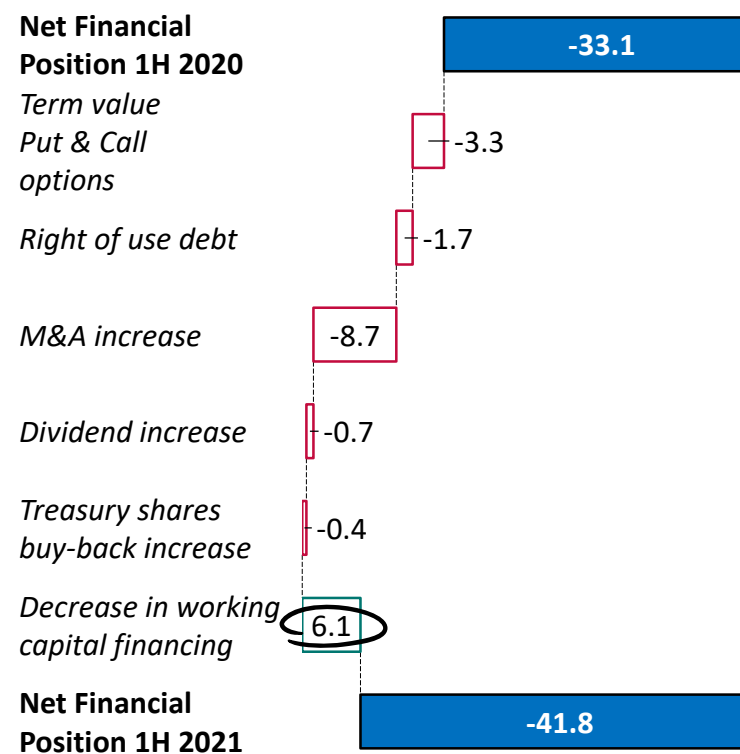 Net Financial
Position 1H 2020
-33.1
Term value
Put & Call
options
-3.3
Right of use debt
-1.7
M&A increase
-8.7
Dividend increase
-0.7
Treasury shares
buy-back increase
-0.4
Decrease in working
capital financing
6.1
Net Financial
Position 1H 2021
-41.8